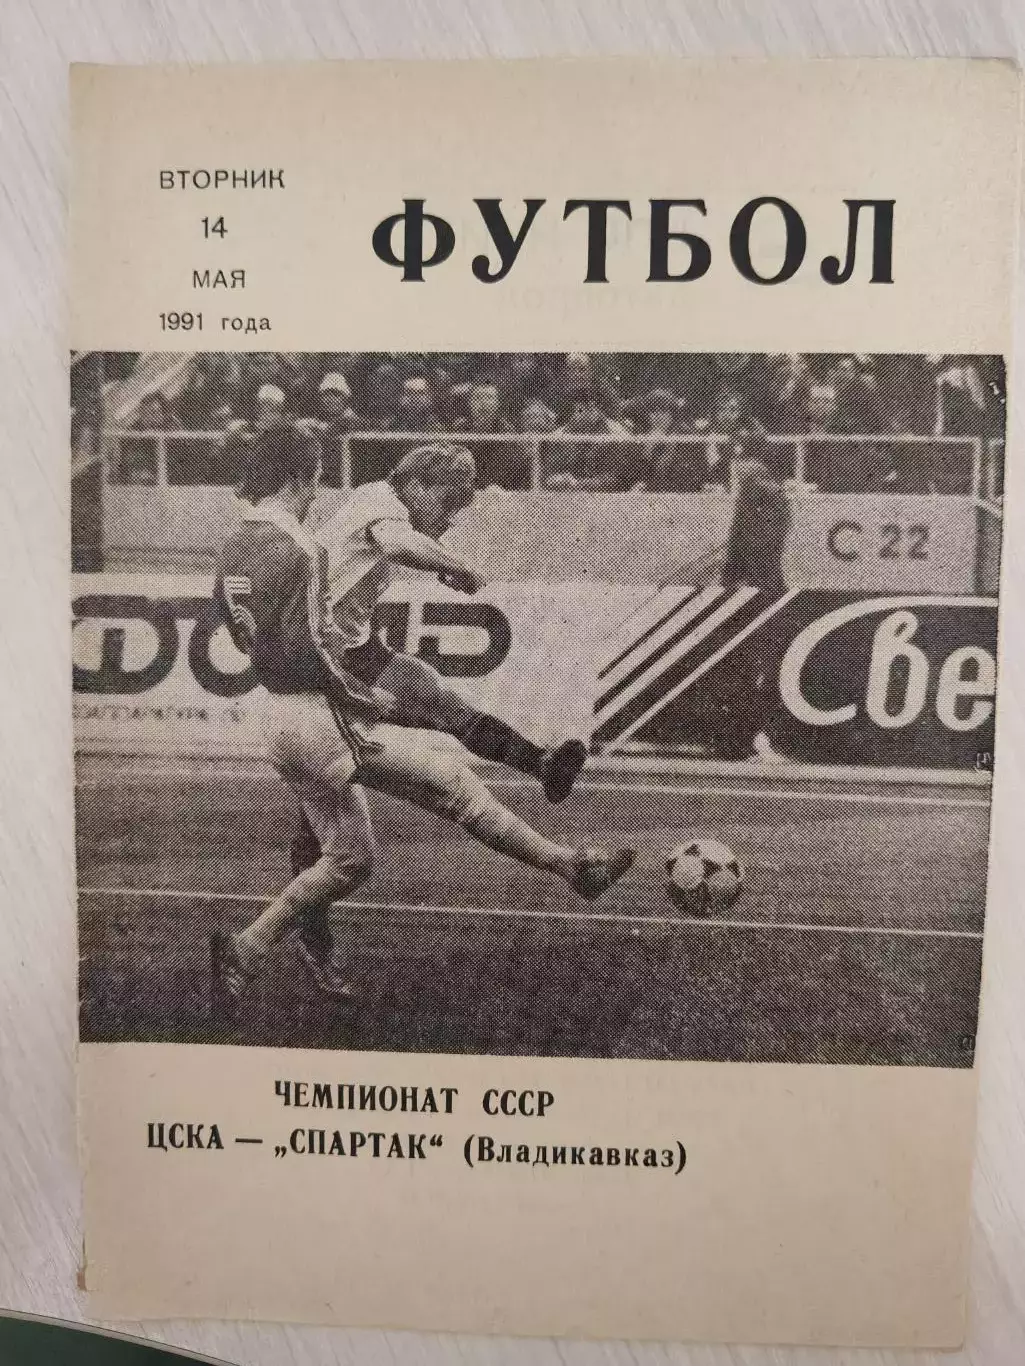 ВТОРНИК
14
МАЯ
1991 года
ФУТБОЛ
С 22
Све
ЧЕМПИОНАТ СССР
ЦСКА — „СПАРТАК“ (Владикавказ)